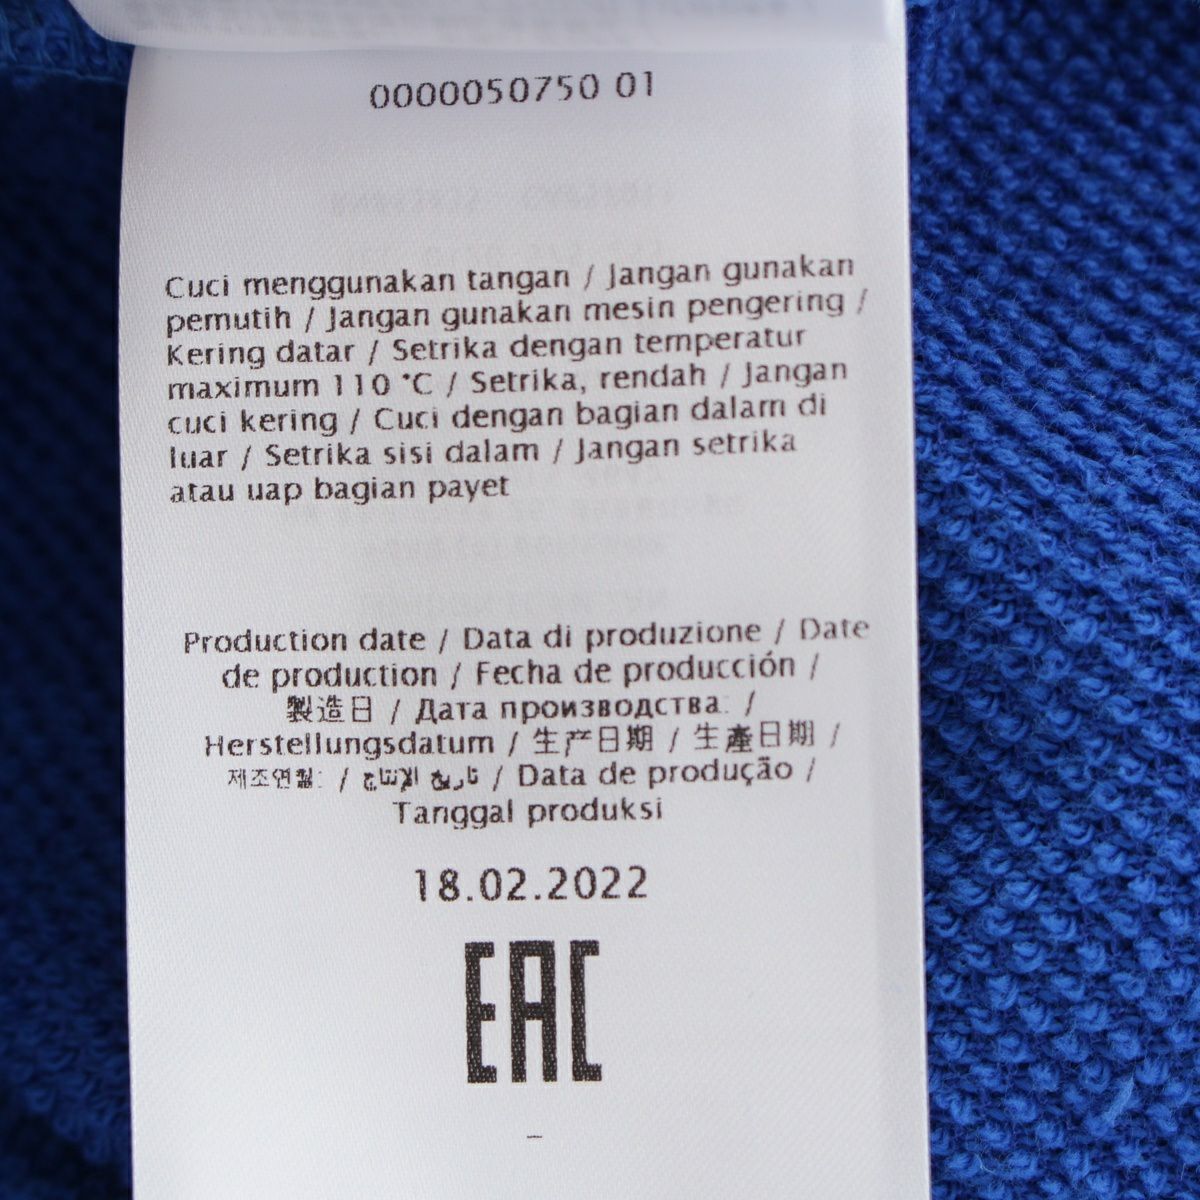 0000050750 01
Cuci menggunakan tangan / Jangan gunakan
pemutih / Jangan gunakan mesin pengering /
Kering datar / Setrika dengan temperatur
maximum 110 °C / Setrika, rendah / Jangan
cuci kering / Cuci dengan bagian dalam di
luar / Setrika sisi dalam / Jangan setrika
atau uap bagian payet
Production date / Data di produzione / Date
de production / Fecha de producción /
製造日 / Дата производства: /
Herstellungsdatum / 生产日期 / 生產日期 /
제조연월: / تاريخ الإنتاج / Data de produção /
Tanggal produksi
18.02.2022
EAC